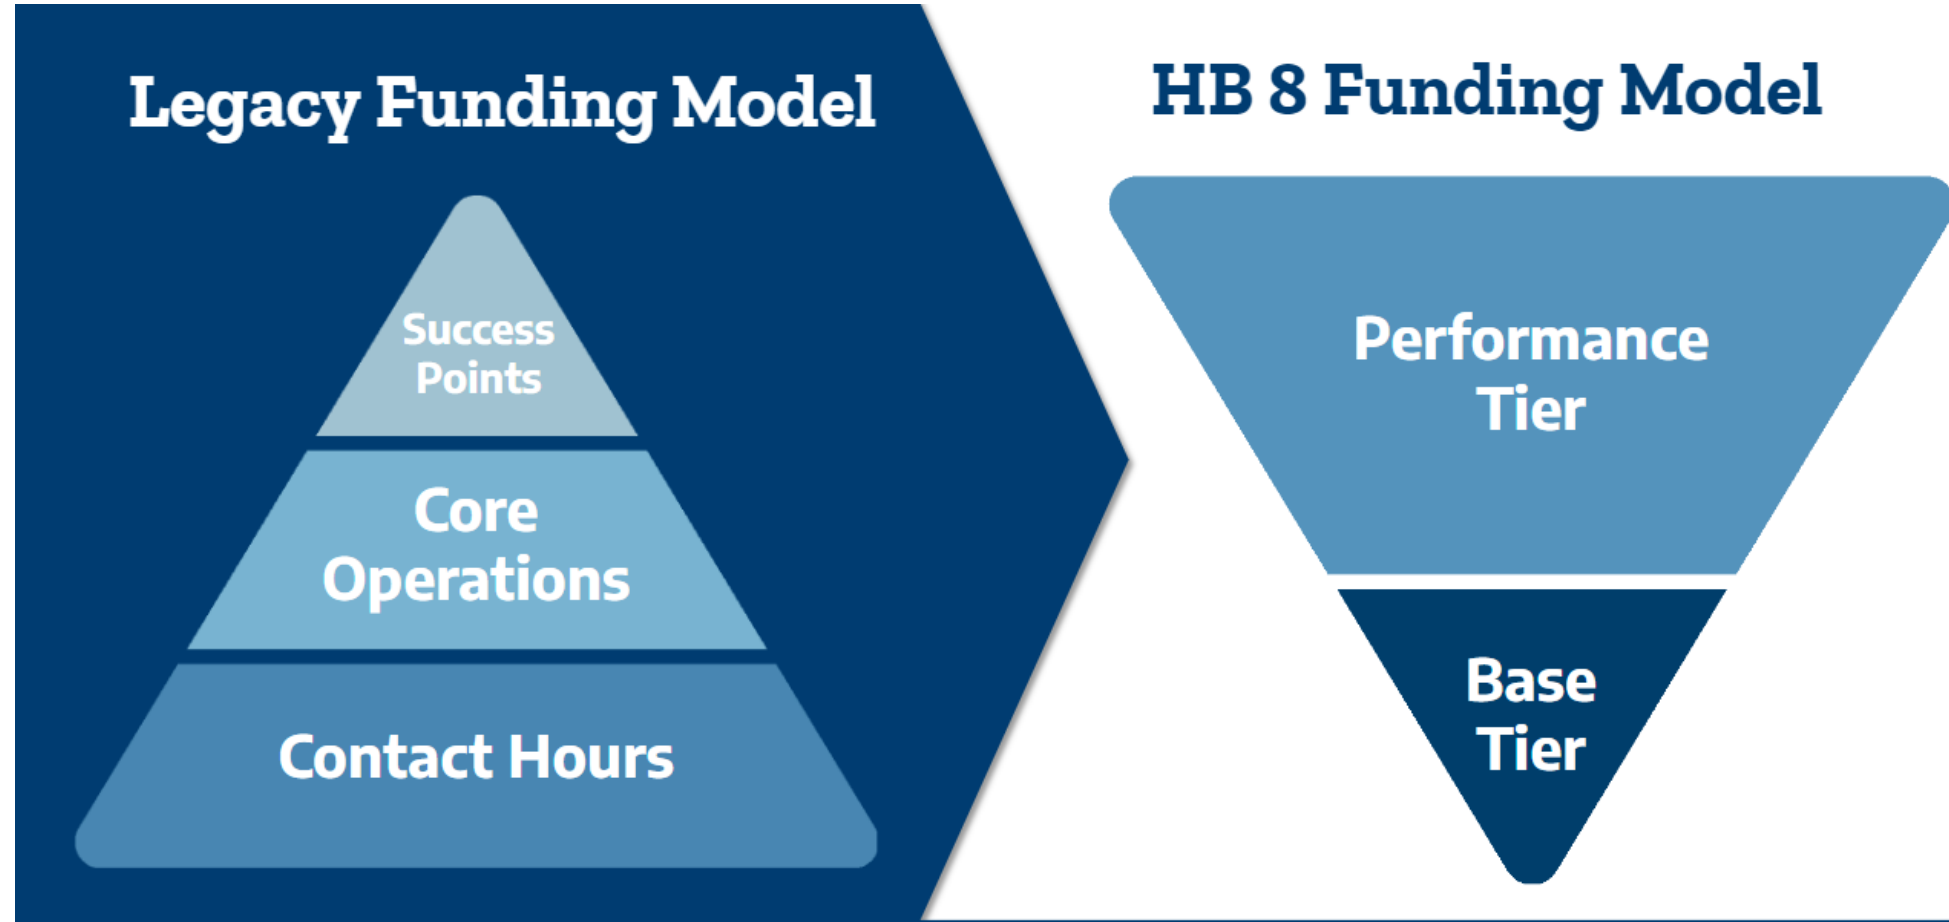 Legacy Funding Model
Success
Points
Core
Operations
Contact Hours
HB 8 Funding Model
Performance
Tier
Base
Tier